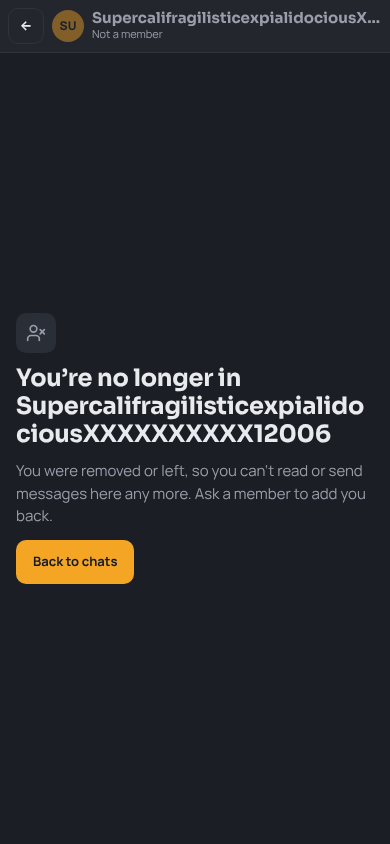 SU
SupercalifragilisticexpialidociousX...
Not a member
You’re no longer in
Supercalifragilisticexpialido
ciousXXXXXXXXXX12006
You were removed or left, so you can’t read or send
messages here any more. Ask a member to add you
back.
Back to chats